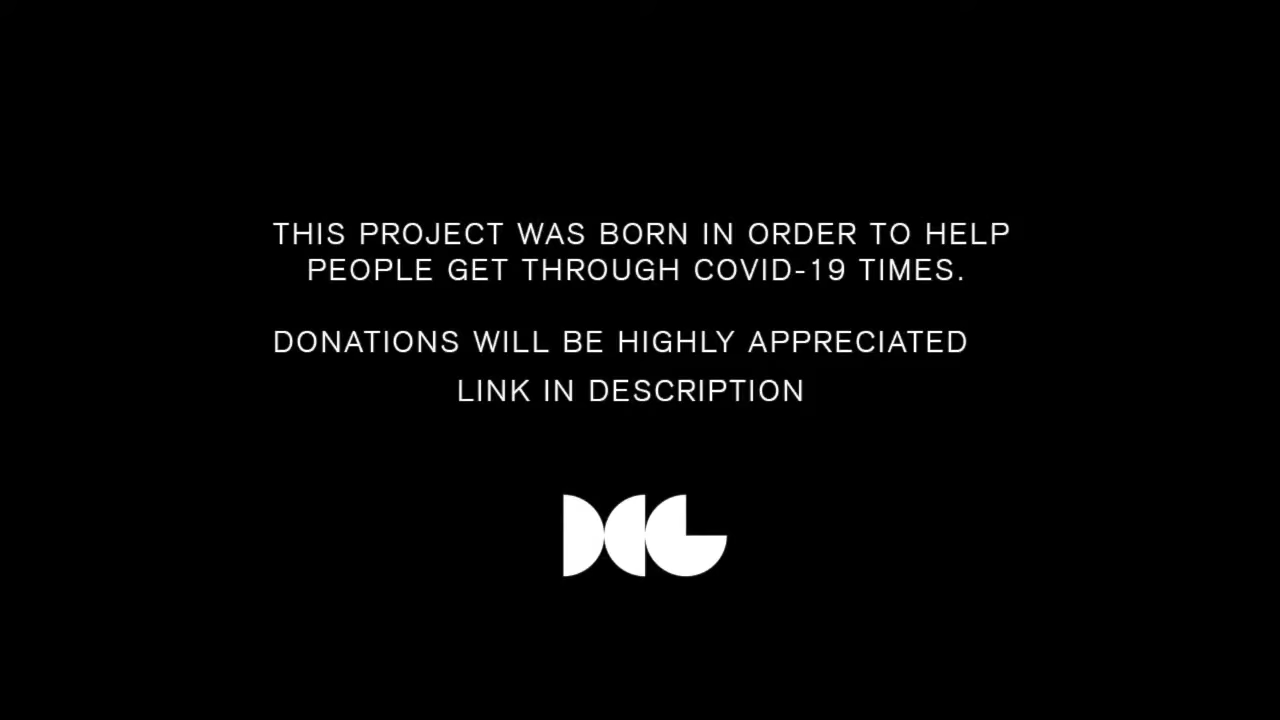 THIS PROJECT WAS BORN IN ORDER TO HELP
PEOPLE GET THROUGH COVID-19 TIMES.
DONATIONS WILL BE HIGHLY APPRECIATED
LINK IN DESCRIPTION